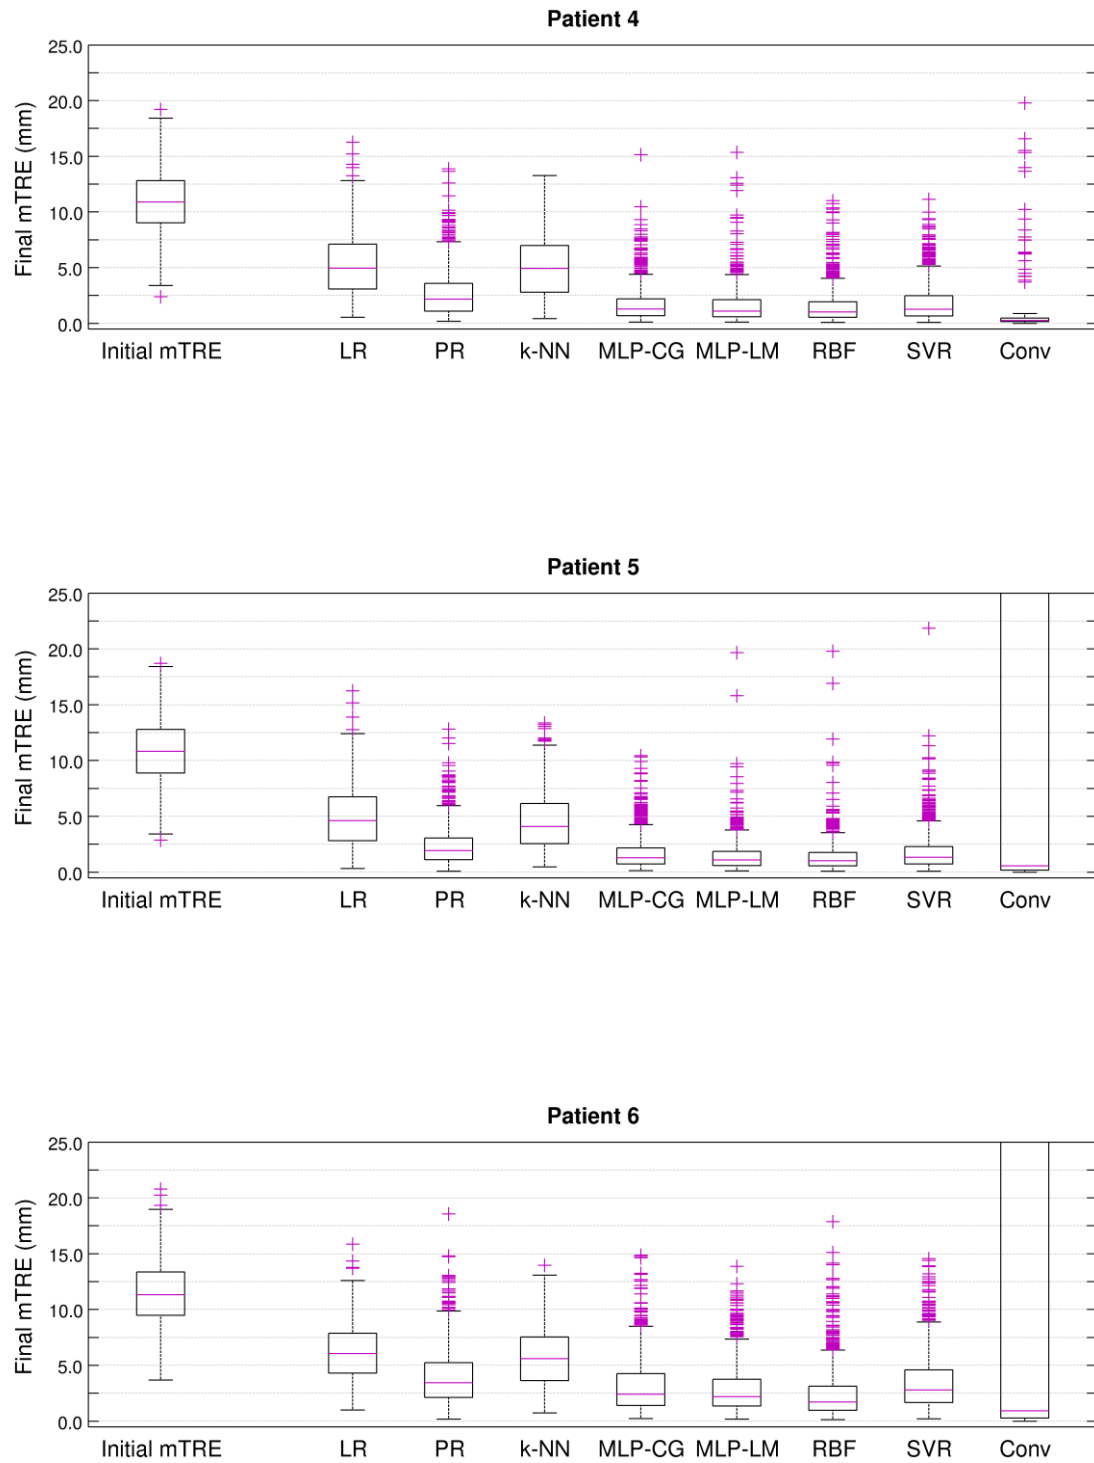 Patient 4
Final mTRE (mm)
25.0
20.0
15.0
10.0
5.0
0.0
Initial mTRE LR PR k-NN MLP-CG MLP-LM RBF SVR Conv
Patient 5
Final mTRE (mm)
25.0
20.0
15.0
10.0
5.0
0.0
Initial mTRE LR PR k-NN MLP-CG MLP-LM RBF SVR Conv
Patient 6
Final mTRE (mm)
25.0
20.0
15.0
10.0
5.0
0.0
Initial mTRE LR PR k-NN MLP-CG MLP-LM RBF SVR Conv